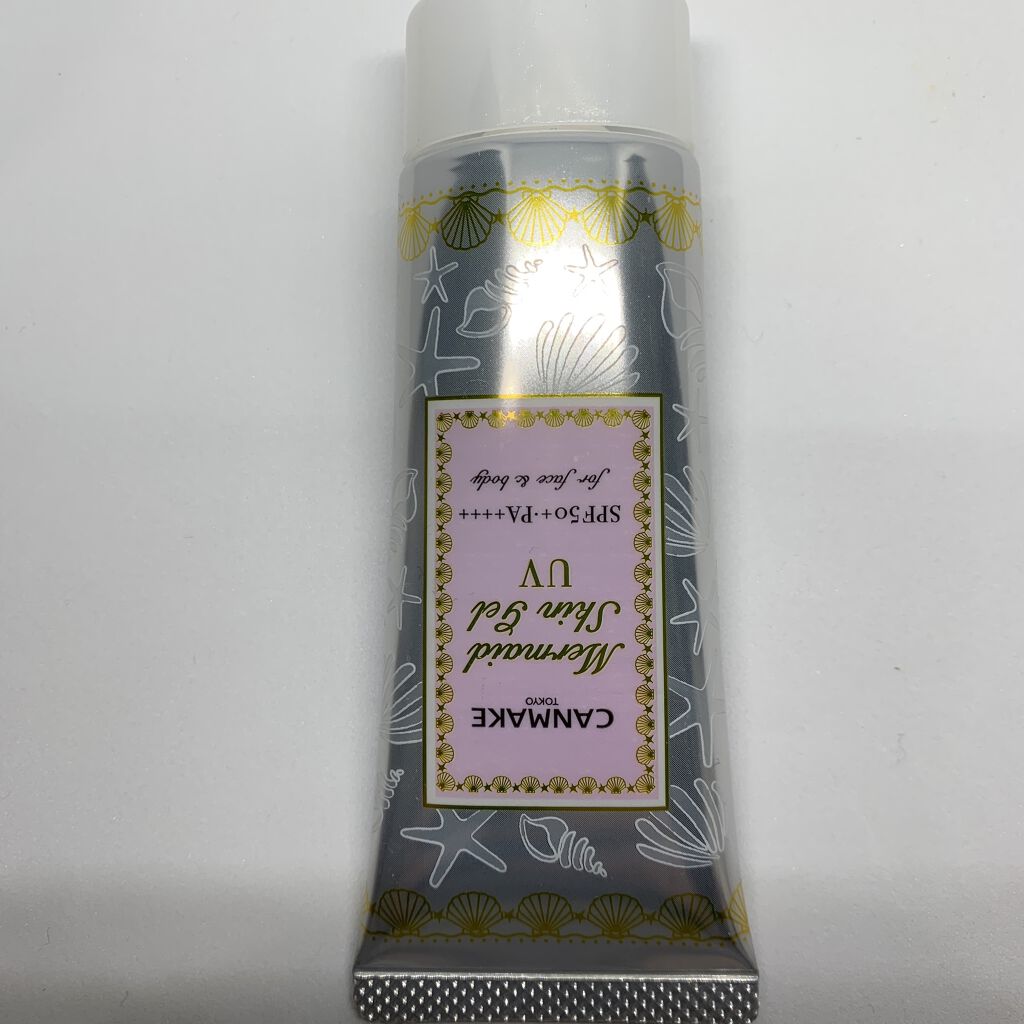 CANMAKE
TOKYO
Mermaid
Skin Gel
UV
SPF50+・PA++++
for face & body